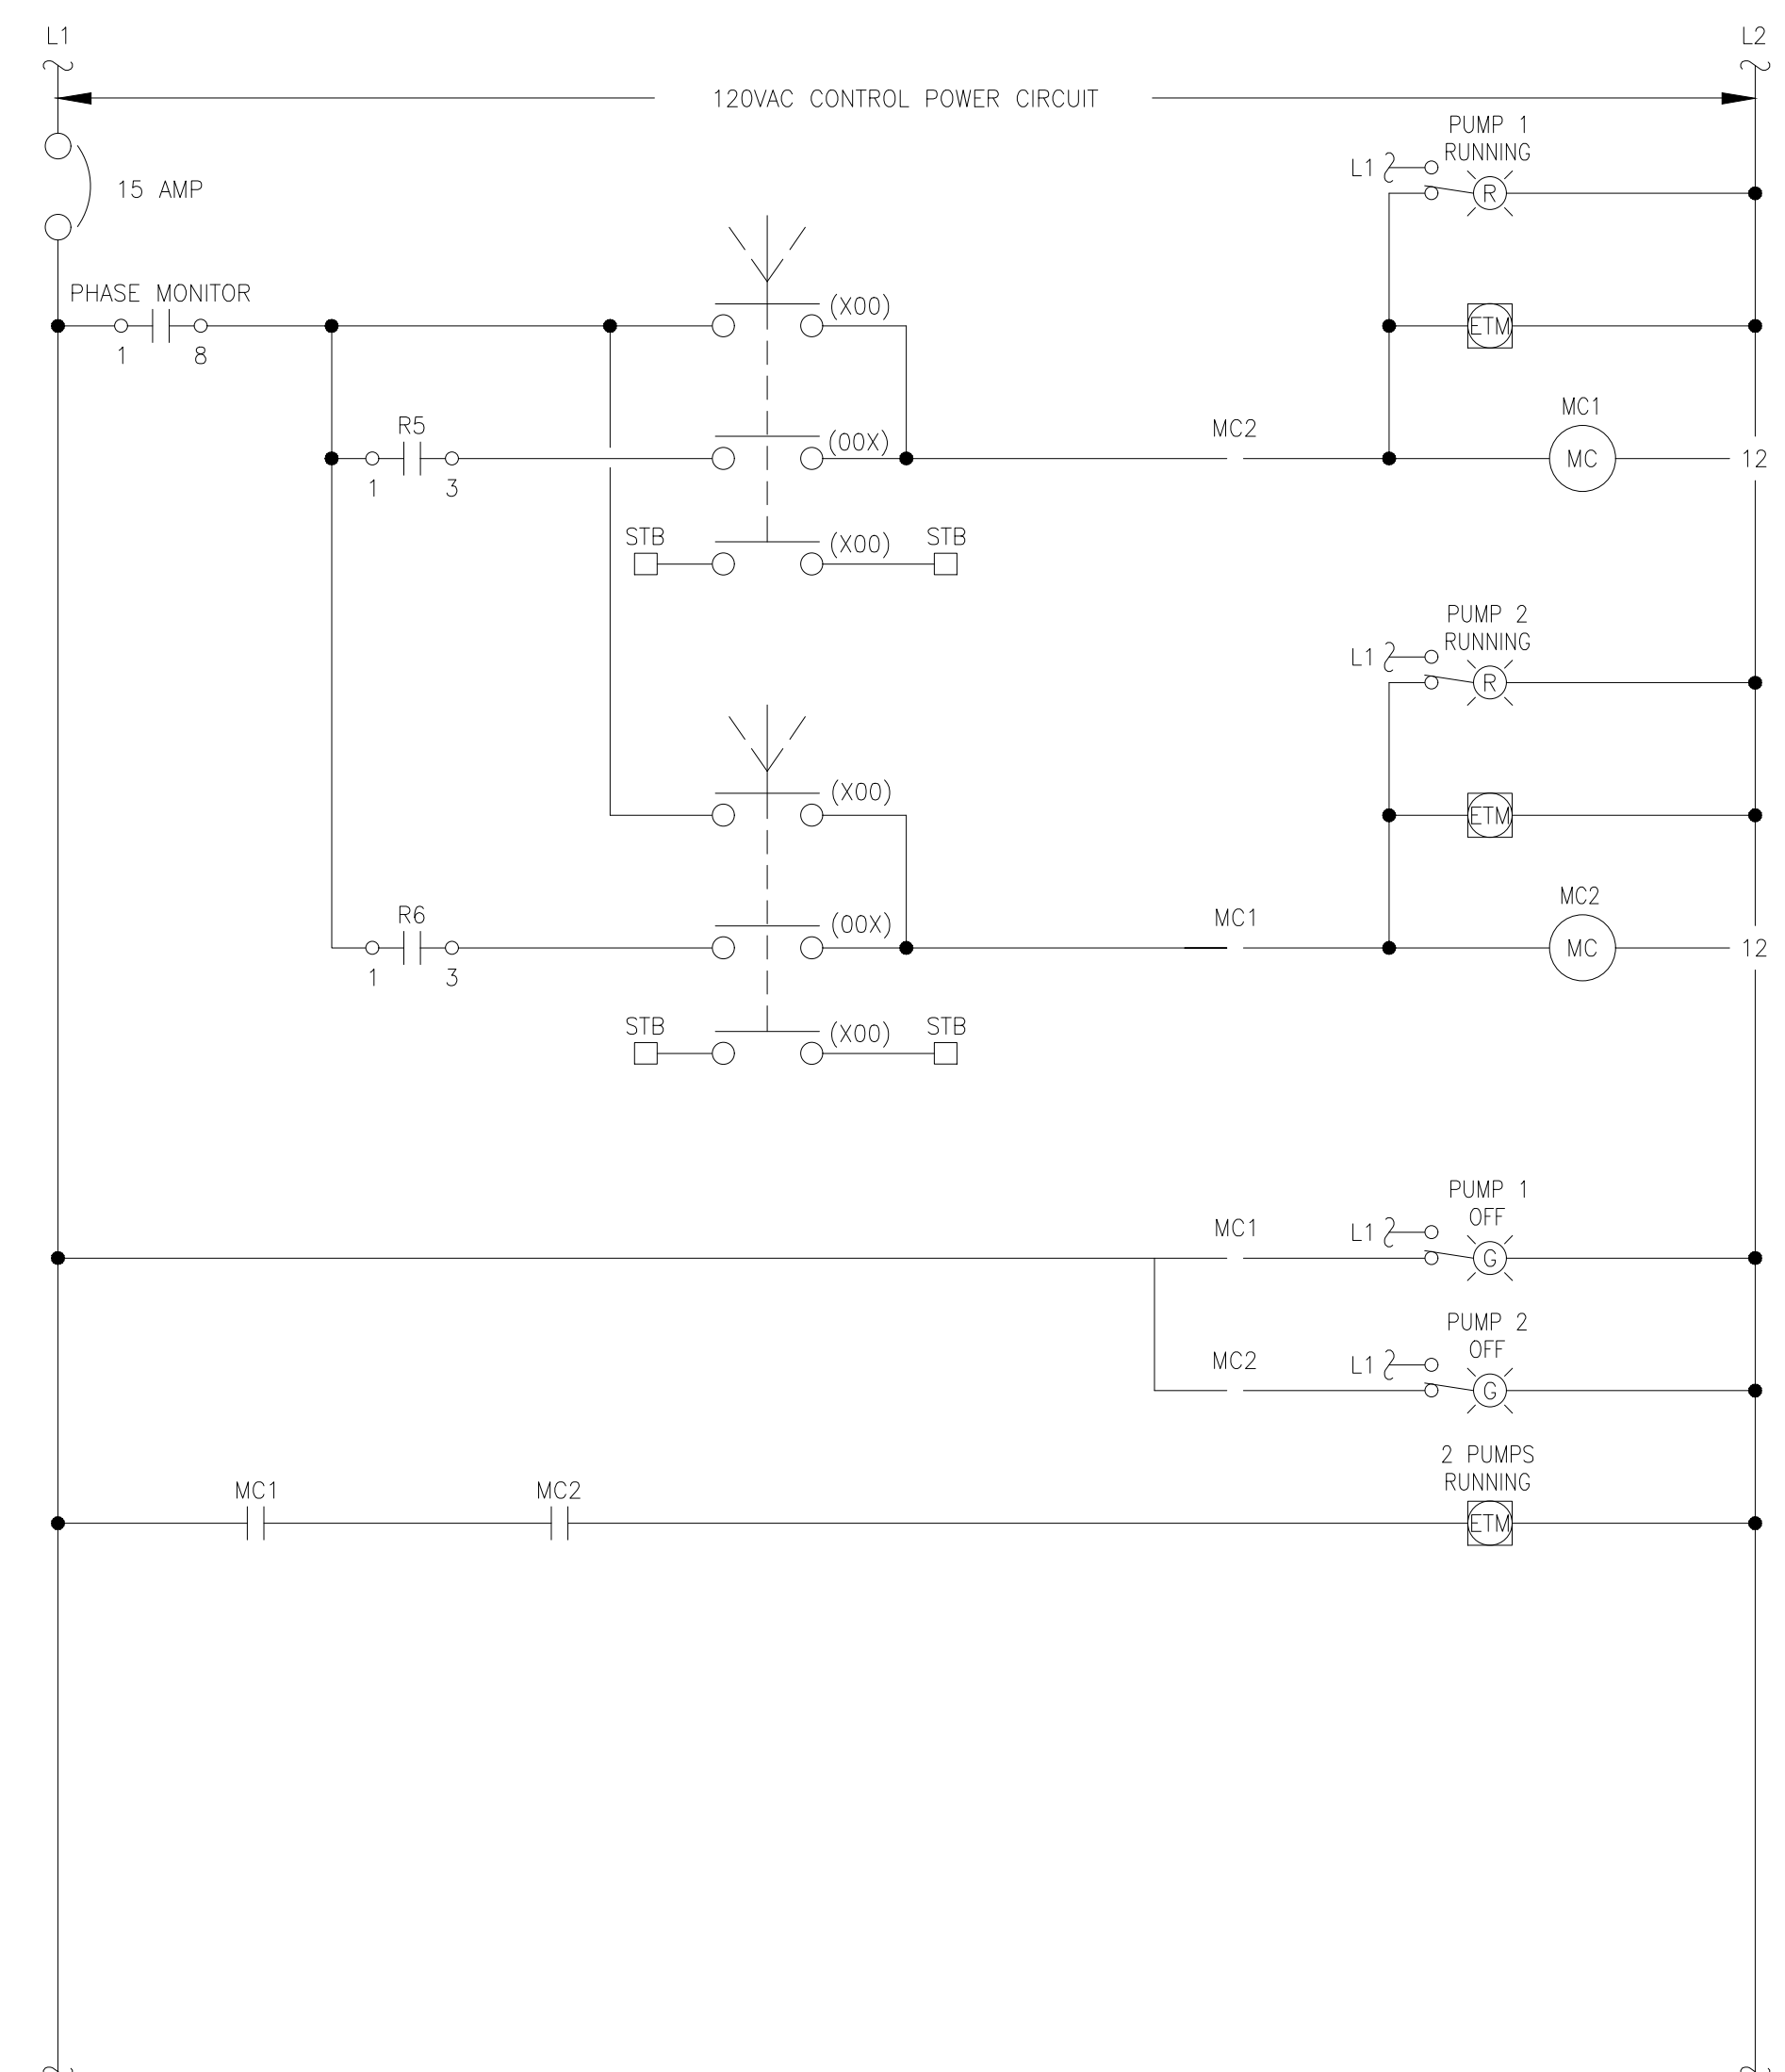 L1
L2
120VAC CONTROL POWER CIRCUIT
PUMP 1
RUNNING
L1
R
15 AMP
PHASE MONITOR
1
8
(X00)
ETM
R5
1
3
(00X)
MC2
MC1
MC
12
STB
(X00)
STB
PUMP 2
RUNNING
L1
R
(X00)
ETM
R6
1
3
(00X)
MC1
MC2
MC
12
STB
(X00)
STB
PUMP 1
OFF
MC1
L1
G
PUMP 2
OFF
MC2
L1
G
2 PUMPS
RUNNING
MC1
MC2
ETM